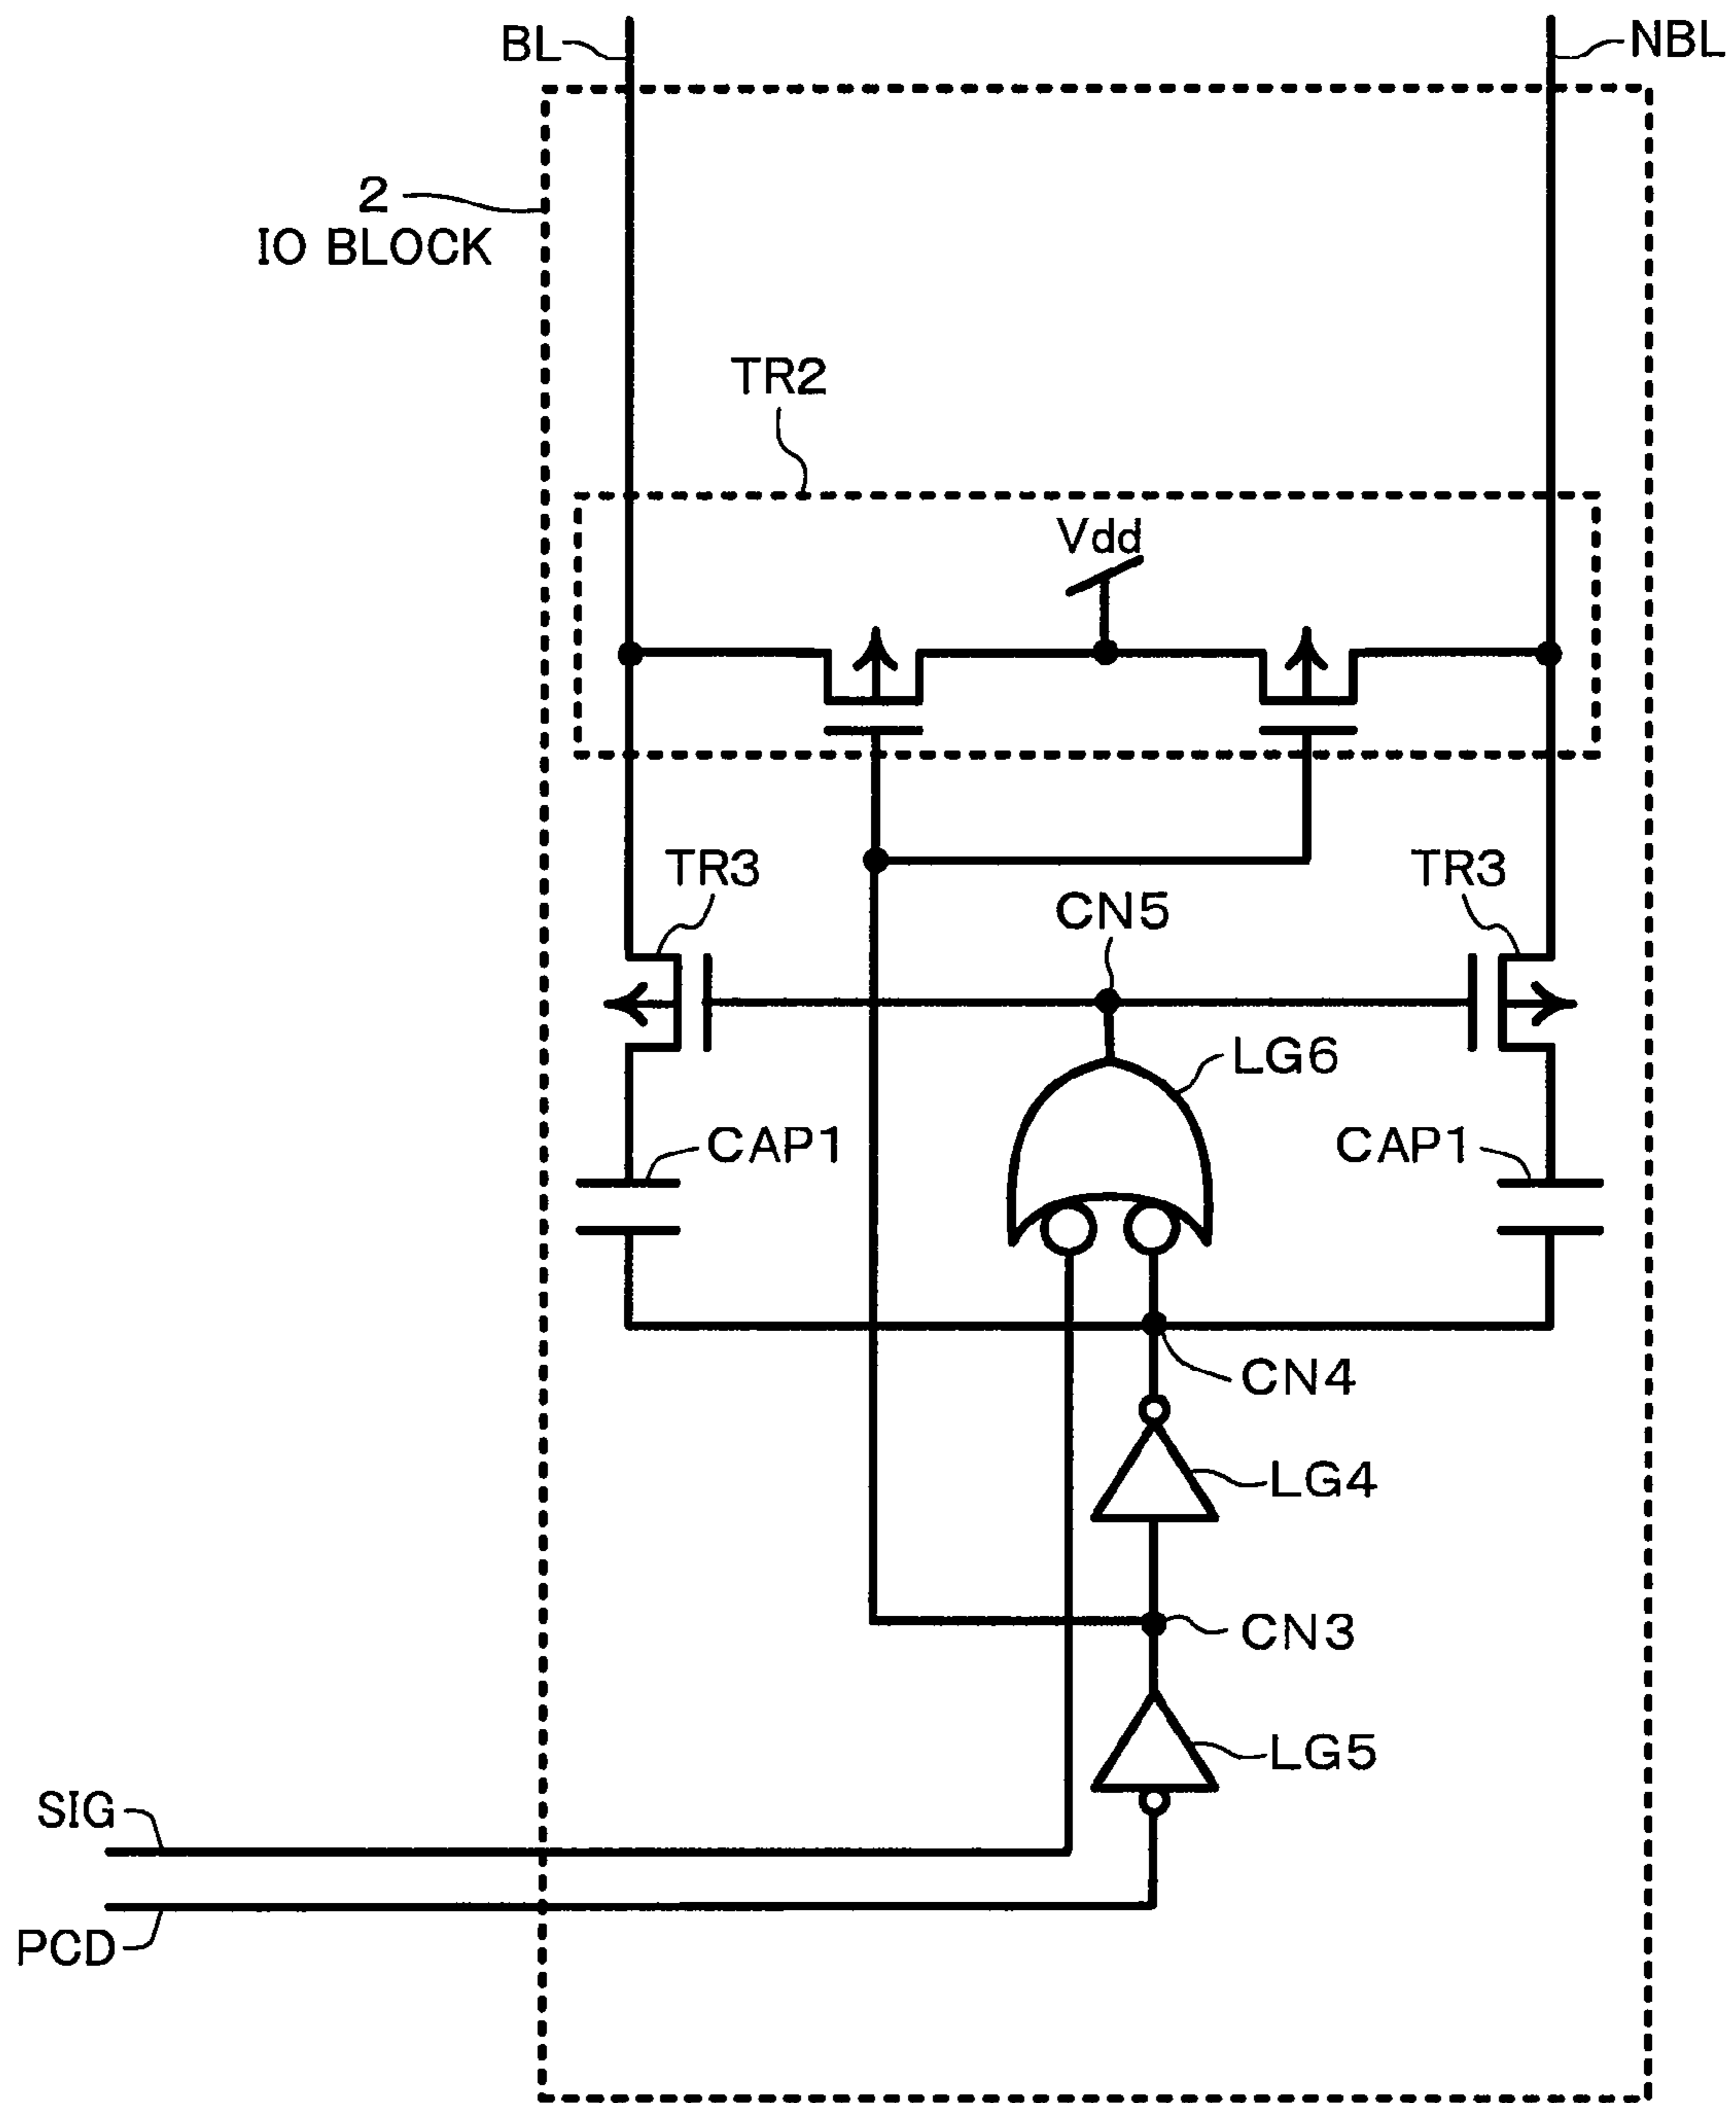 BL
NBL
2
IO BLOCK
TR2
Vdd
TR3
TR3
CN5
LG6
CAP1
CAP1
CN4
LG4
CN3
LG5
SIG
PCD